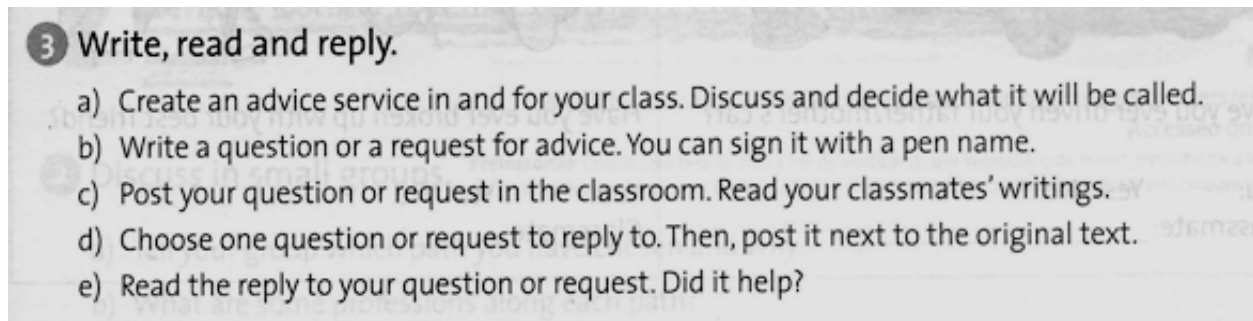 3 Write, read and reply.
a) Create an advice service in and for your class. Discuss and decide what it will be called.
b) Write a question or a request for advice. You can sign it with a pen name.
c) Post your question or request in the classroom. Read your classmates' writings.
d) Choose one question or request to reply to. Then, post it next to the original text.
e) Read the reply to your question or request. Did it help?